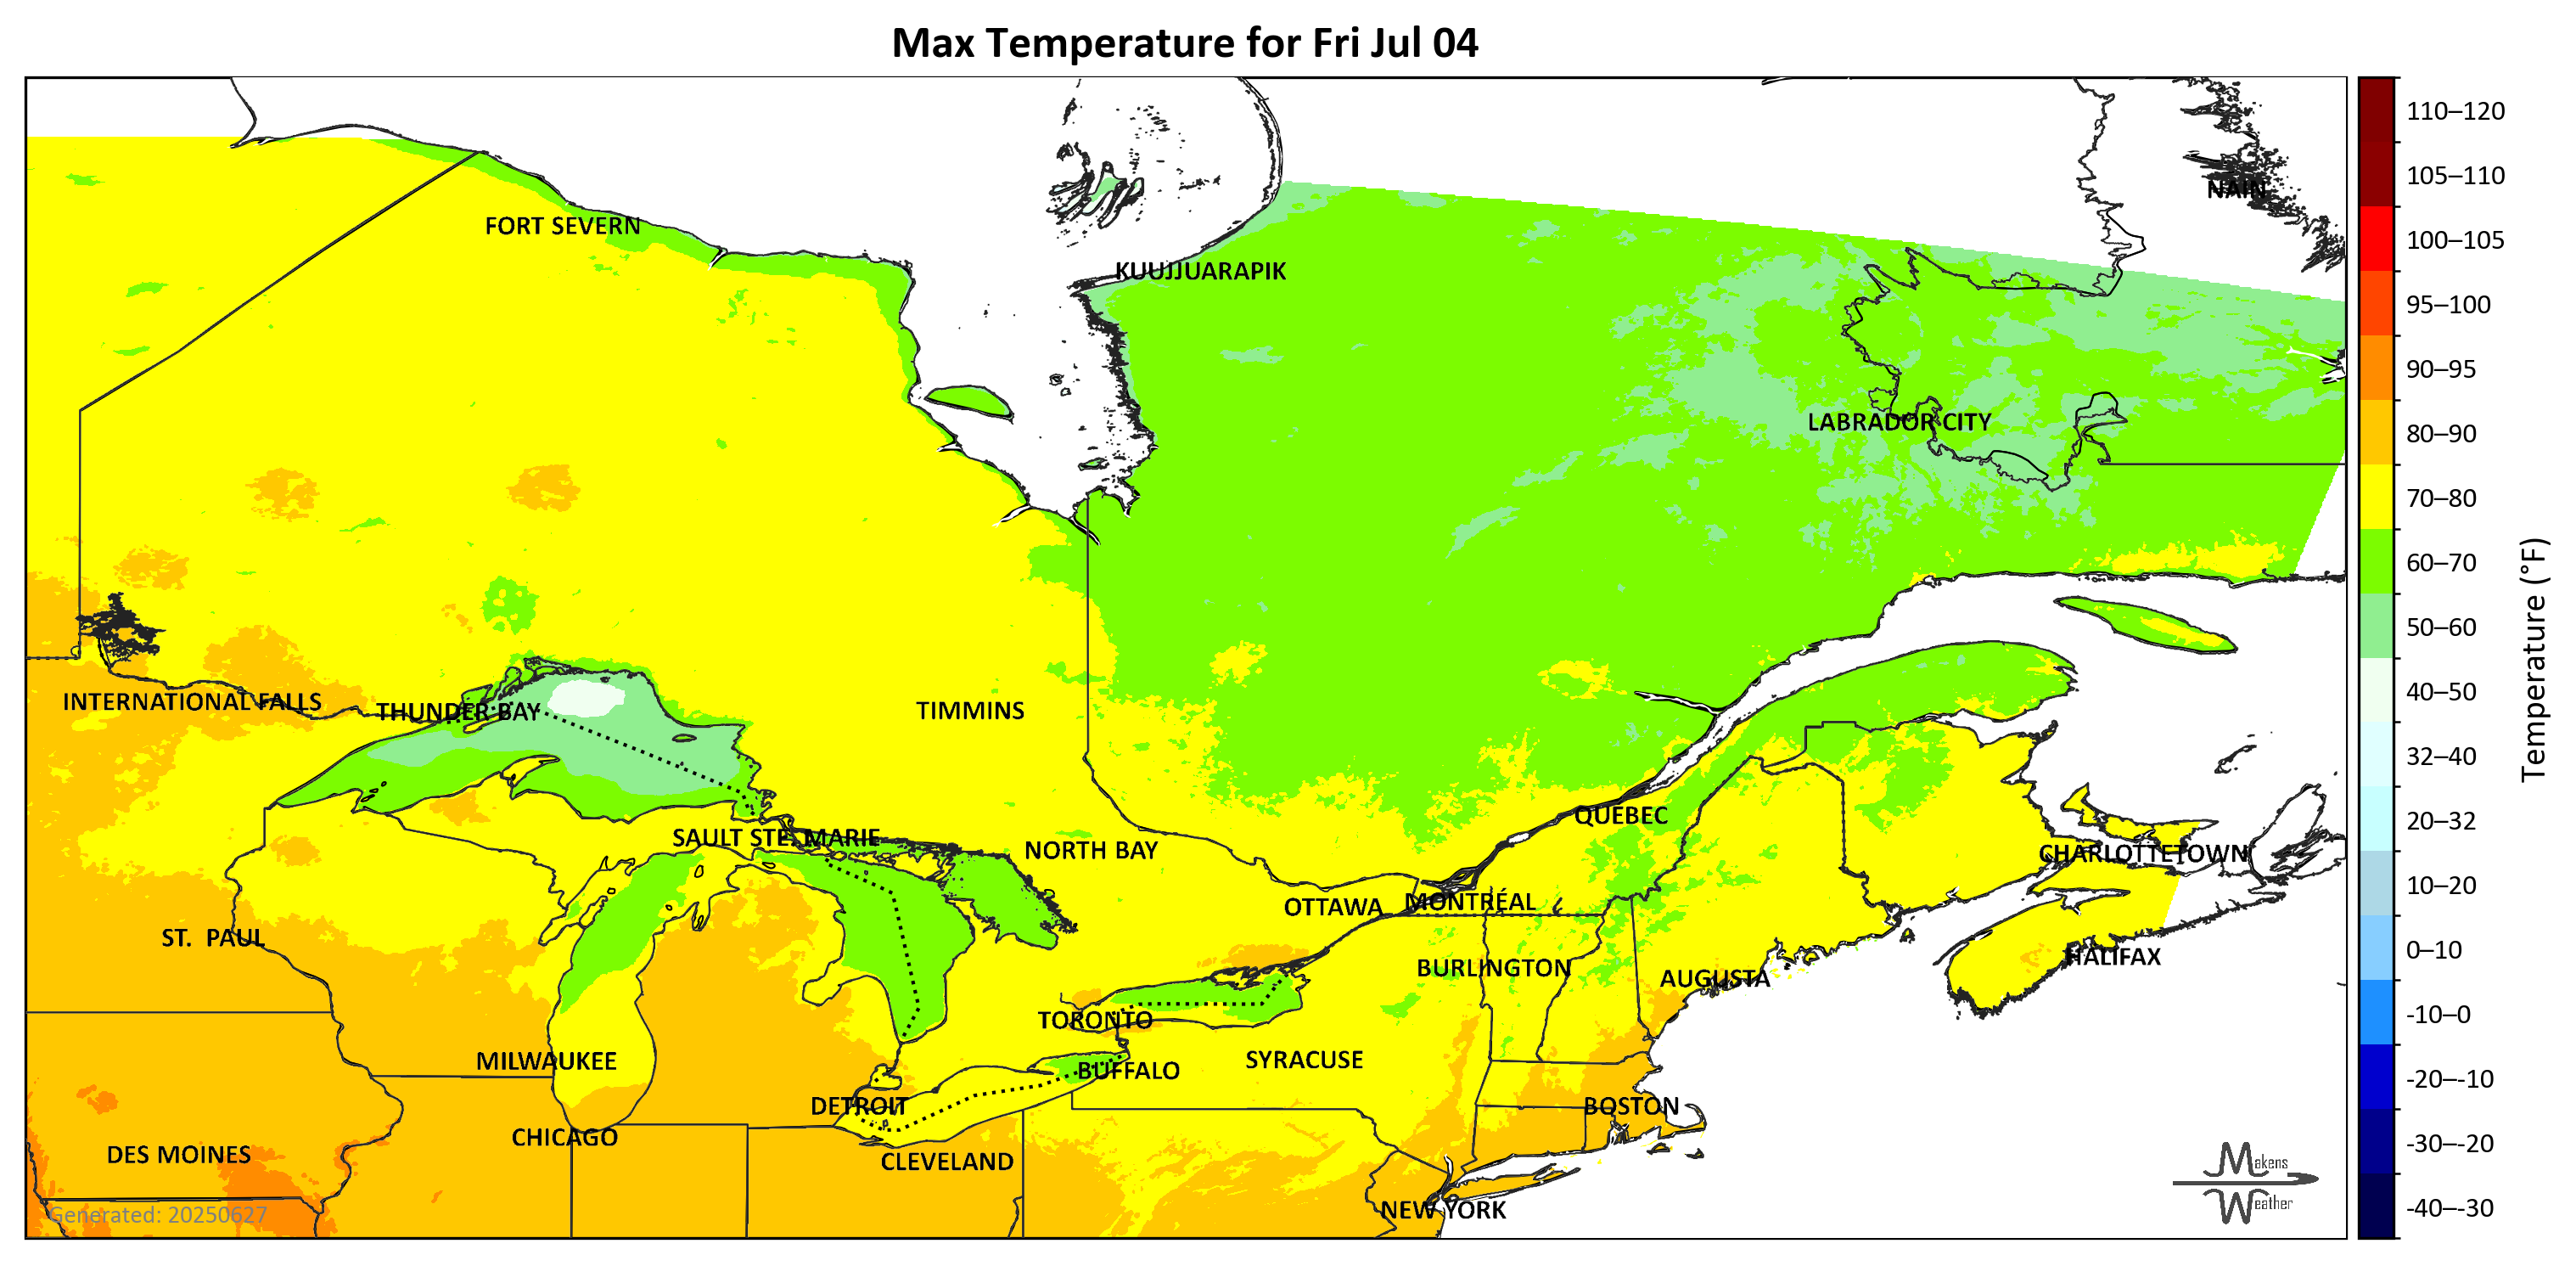 Max Temperature for Fri Jul 04
NAIN
FORT SEVERN
KUUJJUARAPIK
LABRADOR CITY
INTERNATIONAL FALLS
THUNDER BAY
TIMMINS
QUÉBEC
SAULT STE. MARIE
NORTH BAY
CHARLOTTETOWN
OTTAWA
MONTRÉAL
ST. PAUL
HALIFAX
BURLINGTON
AUGUSTA
TORONTO
MILWAUKEE
BUFFALO
SYRACUSE
DETROIT
BOSTON
CHICAGO
DES MOINES
CLEVELAND
NEW YORK
Generated: 20250627
Makens
Weather
110–120
105–110
100–105
95–100
90–95
80–90
70–80
60–70
50–60
40–50
32–40
20–32
10–20
0–10
-10–0
-20–-10
-30–-20
-40–-30
Temperature (°F)